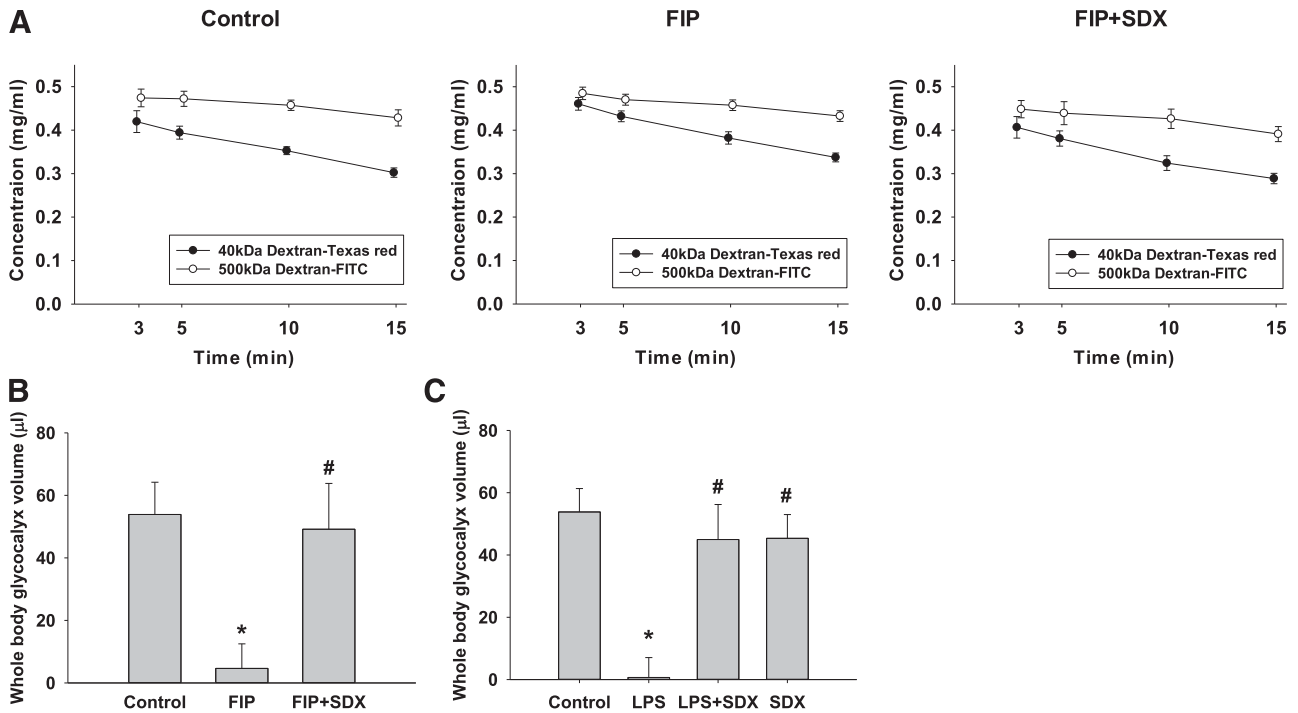 A
Control
FIP
FIP+SDX
Concentraion (mg/ml)
0.5
0.4
0.3
0.2
0.1
0.0
40kDa Dextran-Texas red
500kDa Dextran-FITC
3 5 10 15
Time (min)
Concentraion (mg/ml)
0.5
0.4
0.3
0.2
0.1
0.0
40kDa Dextran-Texas red
500kDa Dextran-FITC
3 5 10 15
Time (min)
Concentraion (mg/ml)
0.5
0.4
0.3
0.2
0.1
0.0
40kDa Dextran-Texas red
500kDa Dextran-FITC
3 5 10 15
Time (min)
B
Whole body glycocalyx volume (μl)
80
60
40
20
0
*
#
Control FIP FIP+SDX
C
Whole body glycocalyx volume (μl)
80
60
40
20
0
*
#
#
Control LPS LPS+SDX SDX